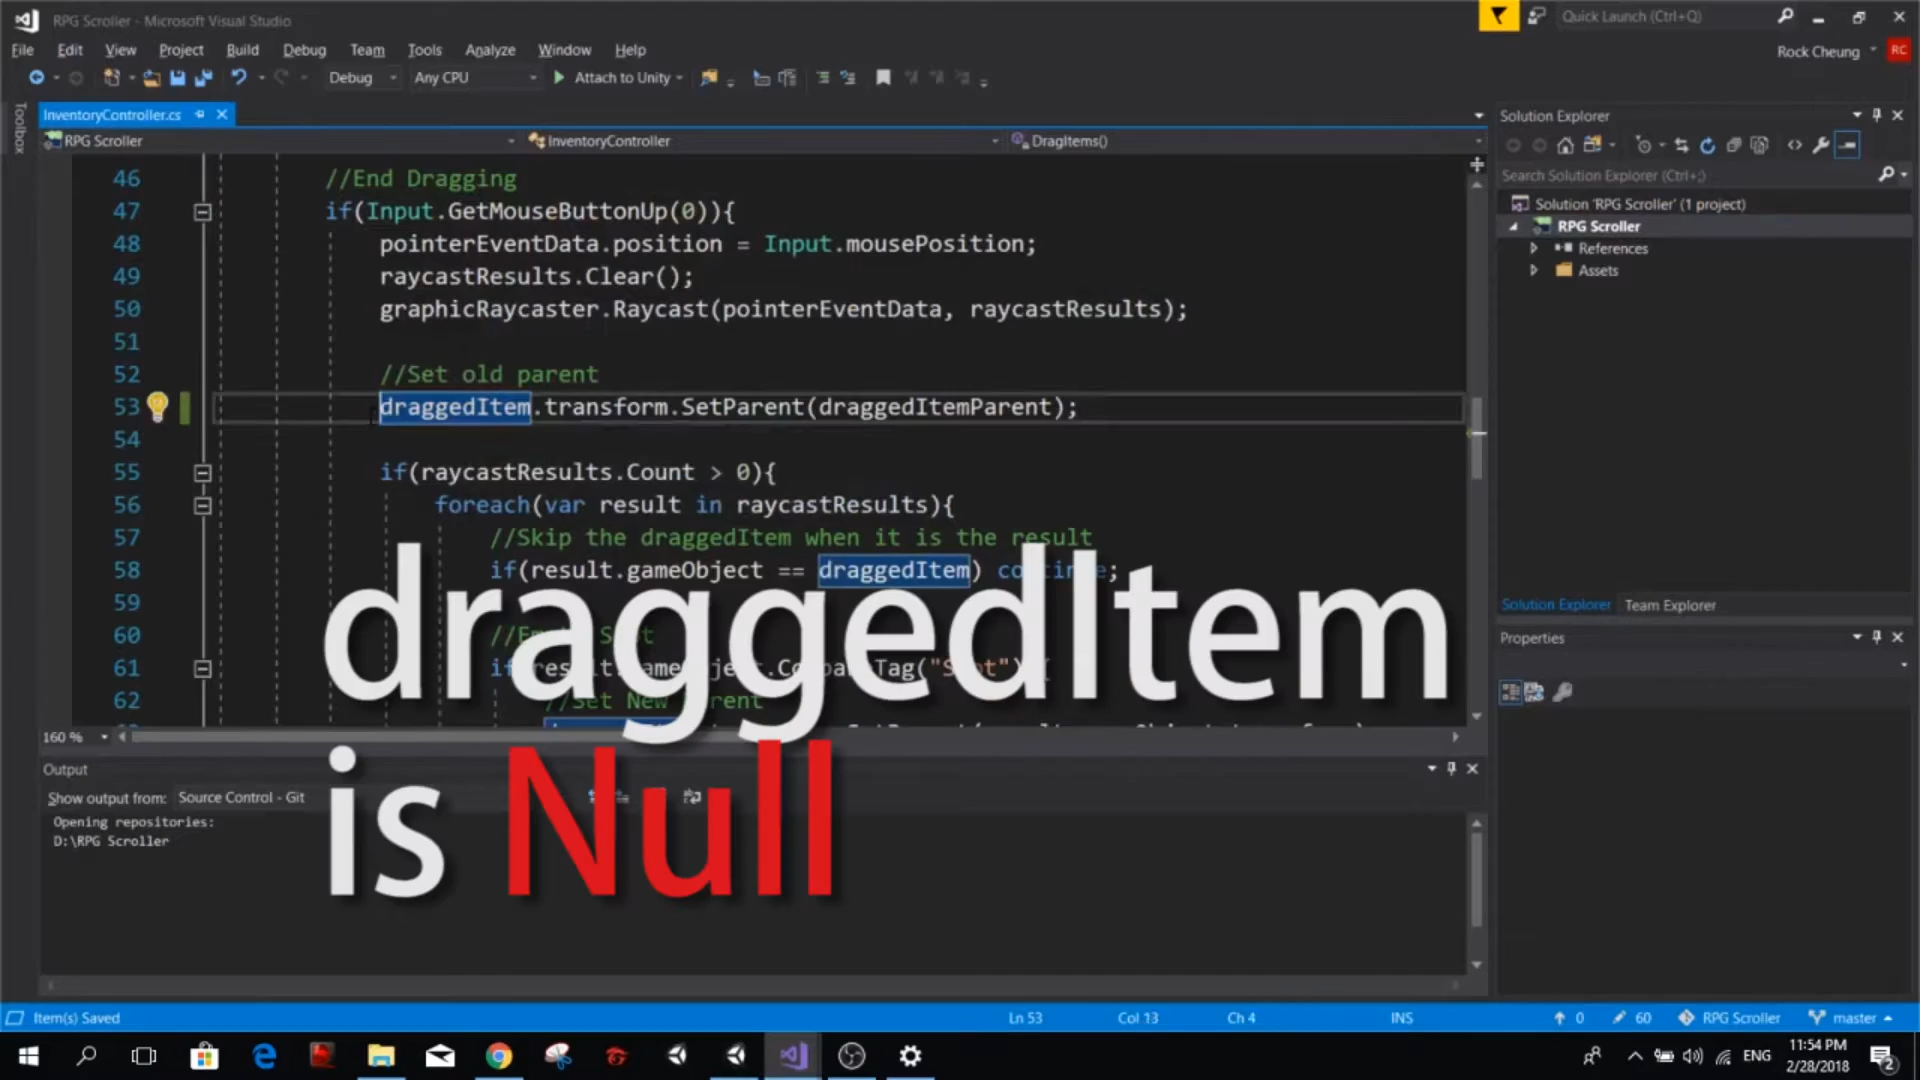 RPG Scroller - Microsoft Visual Studio
Quick Launch (Ctrl+Q)
File Edit View Project Build Debug Team Tools Analyze Window Help
Rock Cheung RC
Debug Any CPU Attach to Unity
Toolbox
InventoryController.cs
RPG Scroller InventoryController DragItems()
46 //End Dragging
47 if(Input.GetMouseButtonUp(0)){
48 pointerEventData.position = Input.mousePosition;
49 raycastResults.Clear();
50 graphicRaycaster.Raycast(pointerEventData, raycastResults);
51
52 //Set old parent
53 draggedItem.transform.SetParent(draggedItemParent);
54
55 if(raycastResults.Count > 0){
56 foreach(var result in raycastResults){
57 //Skip the draggedItem when it is the result
58 if(result.gameObject == draggedItem)
59
60
61
62
160 %
draggedItem
is Null
Output
Show output from: Source Control - Git
Opening repositories:
D:\RPG Scroller
Solution Explorer
Search Solution Explorer (Ctrl+;)
Solution 'RPG Scroller' (1 project)
RPG Scroller
References
Assets
Solution Explorer Team Explorer
Properties
Item(s) Saved Ln 53 Col 13 Ch 4 INS 0 60 RPG Scroller master
ENG 11:54 PM
2/28/2018
2